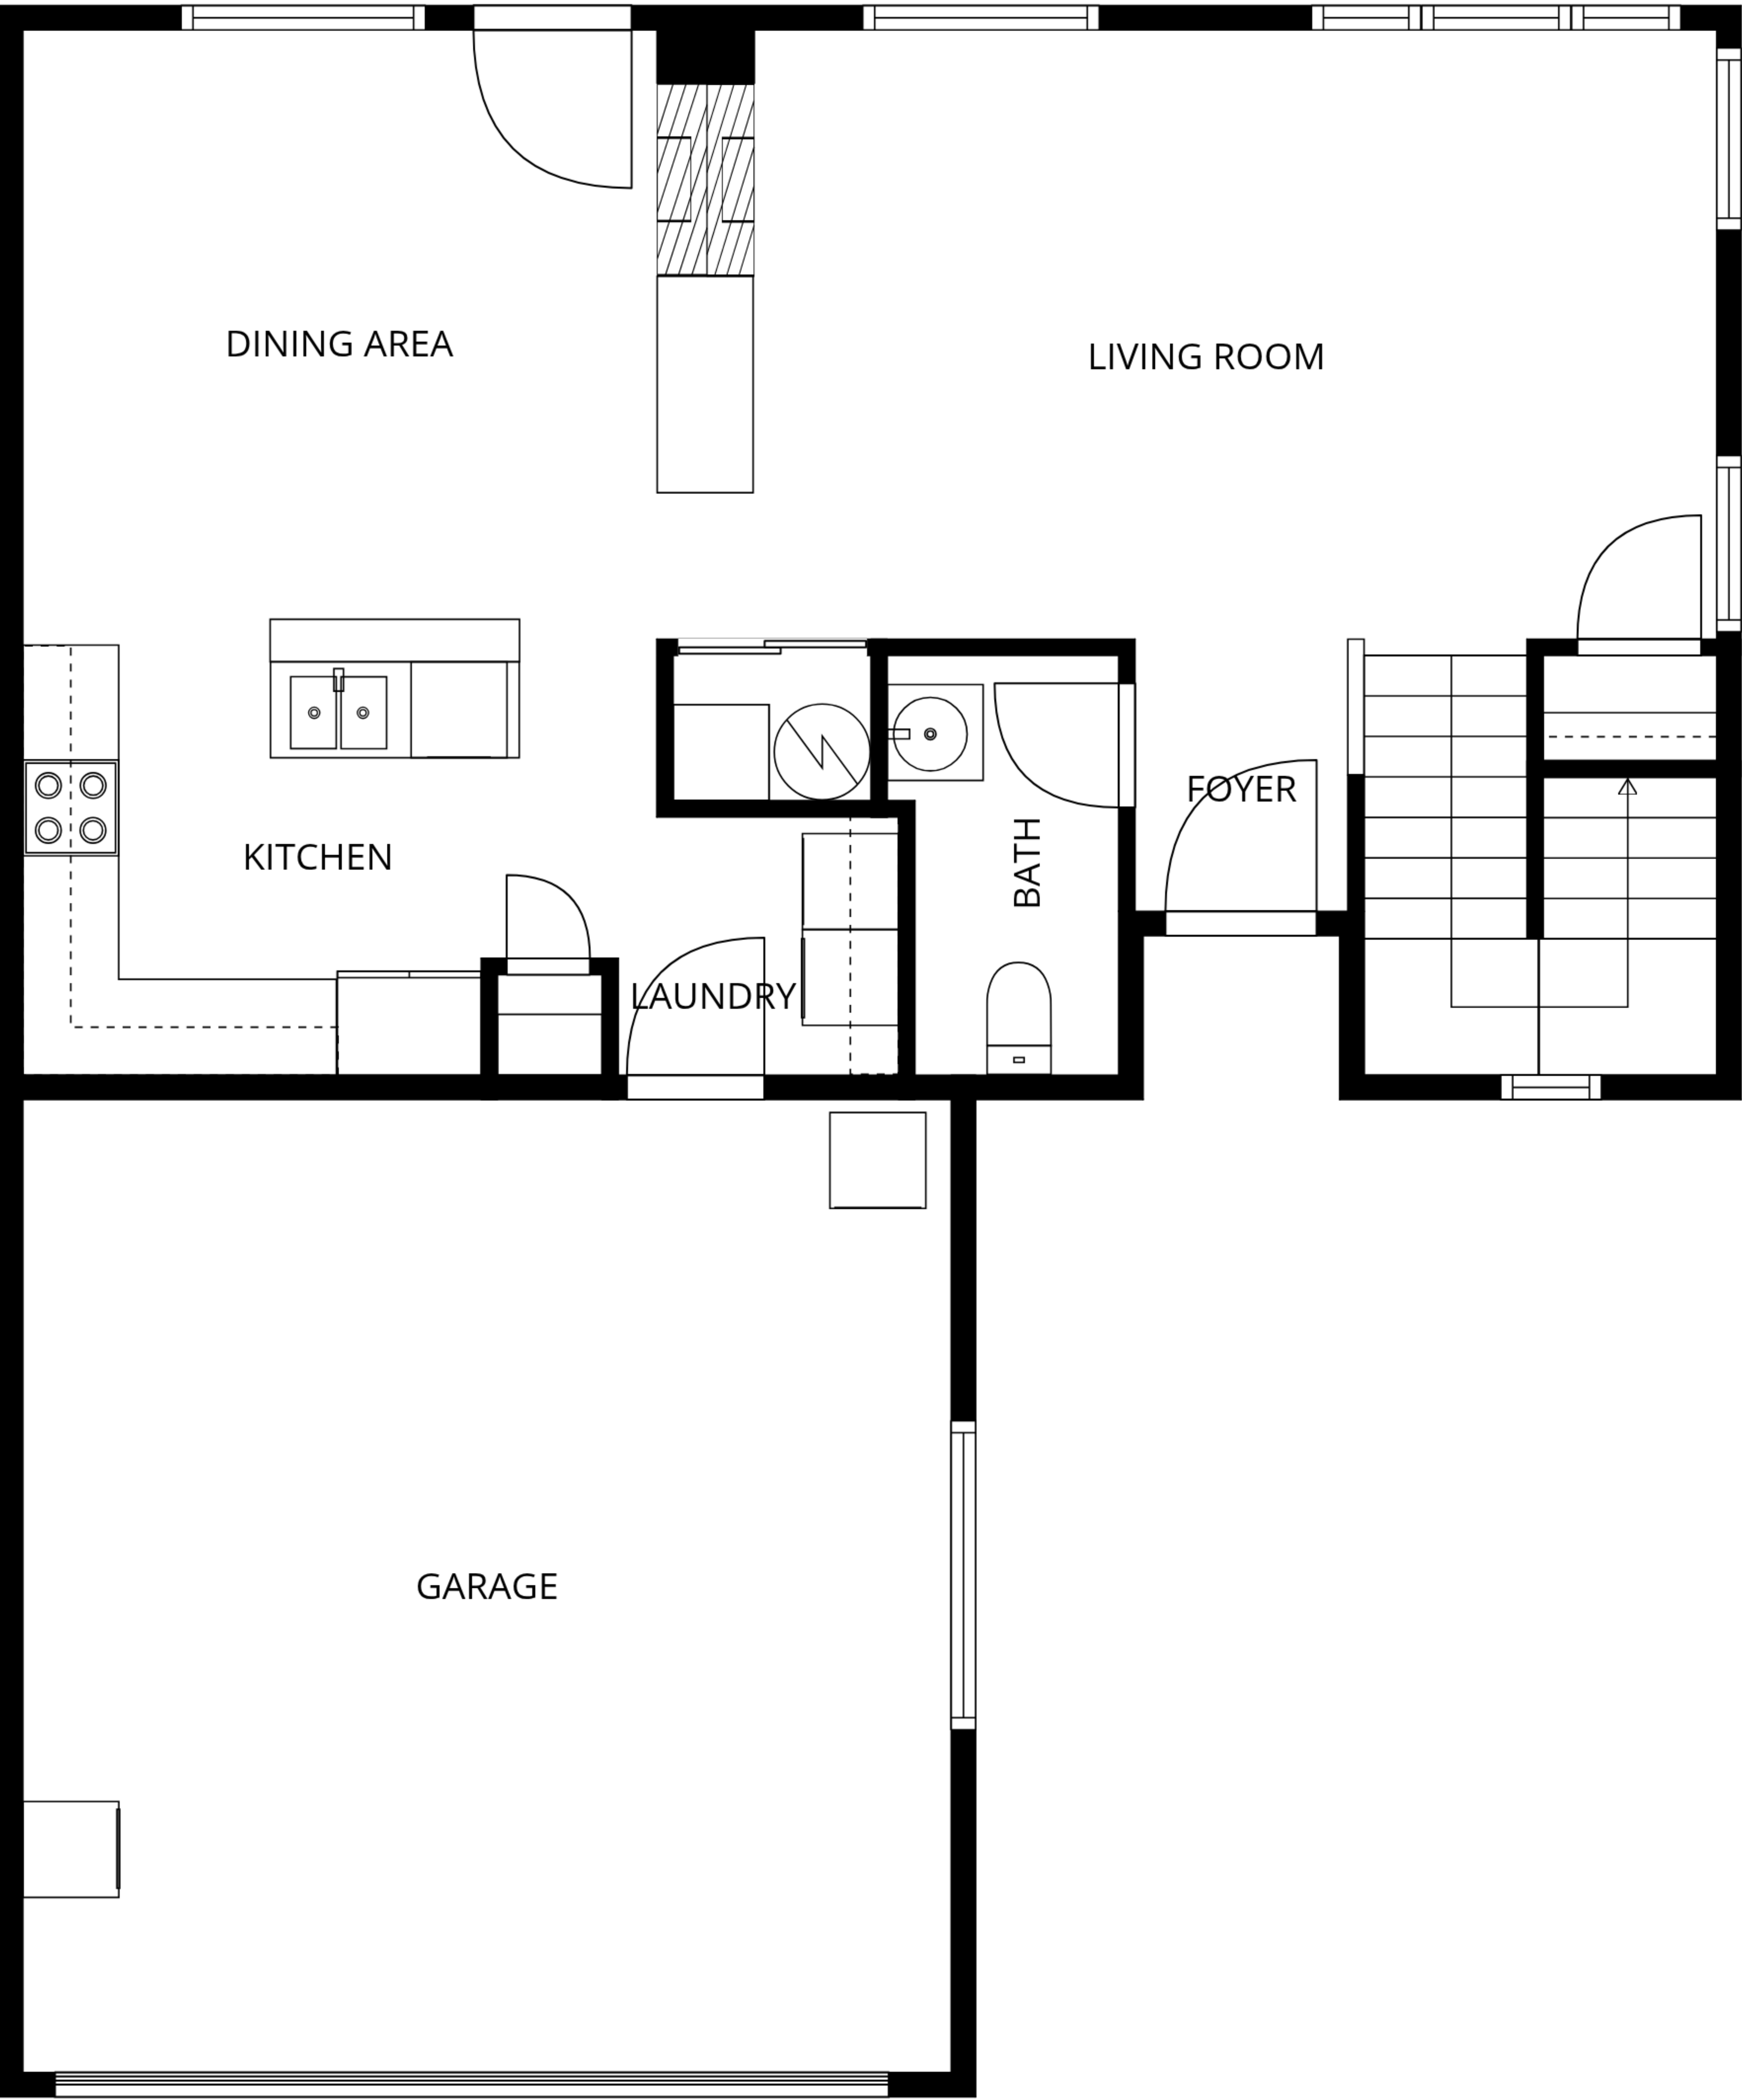 DINING AREA
LIVING ROOM
FOYER
KITCHEN
BATH
LAUNDRY
GARAGE